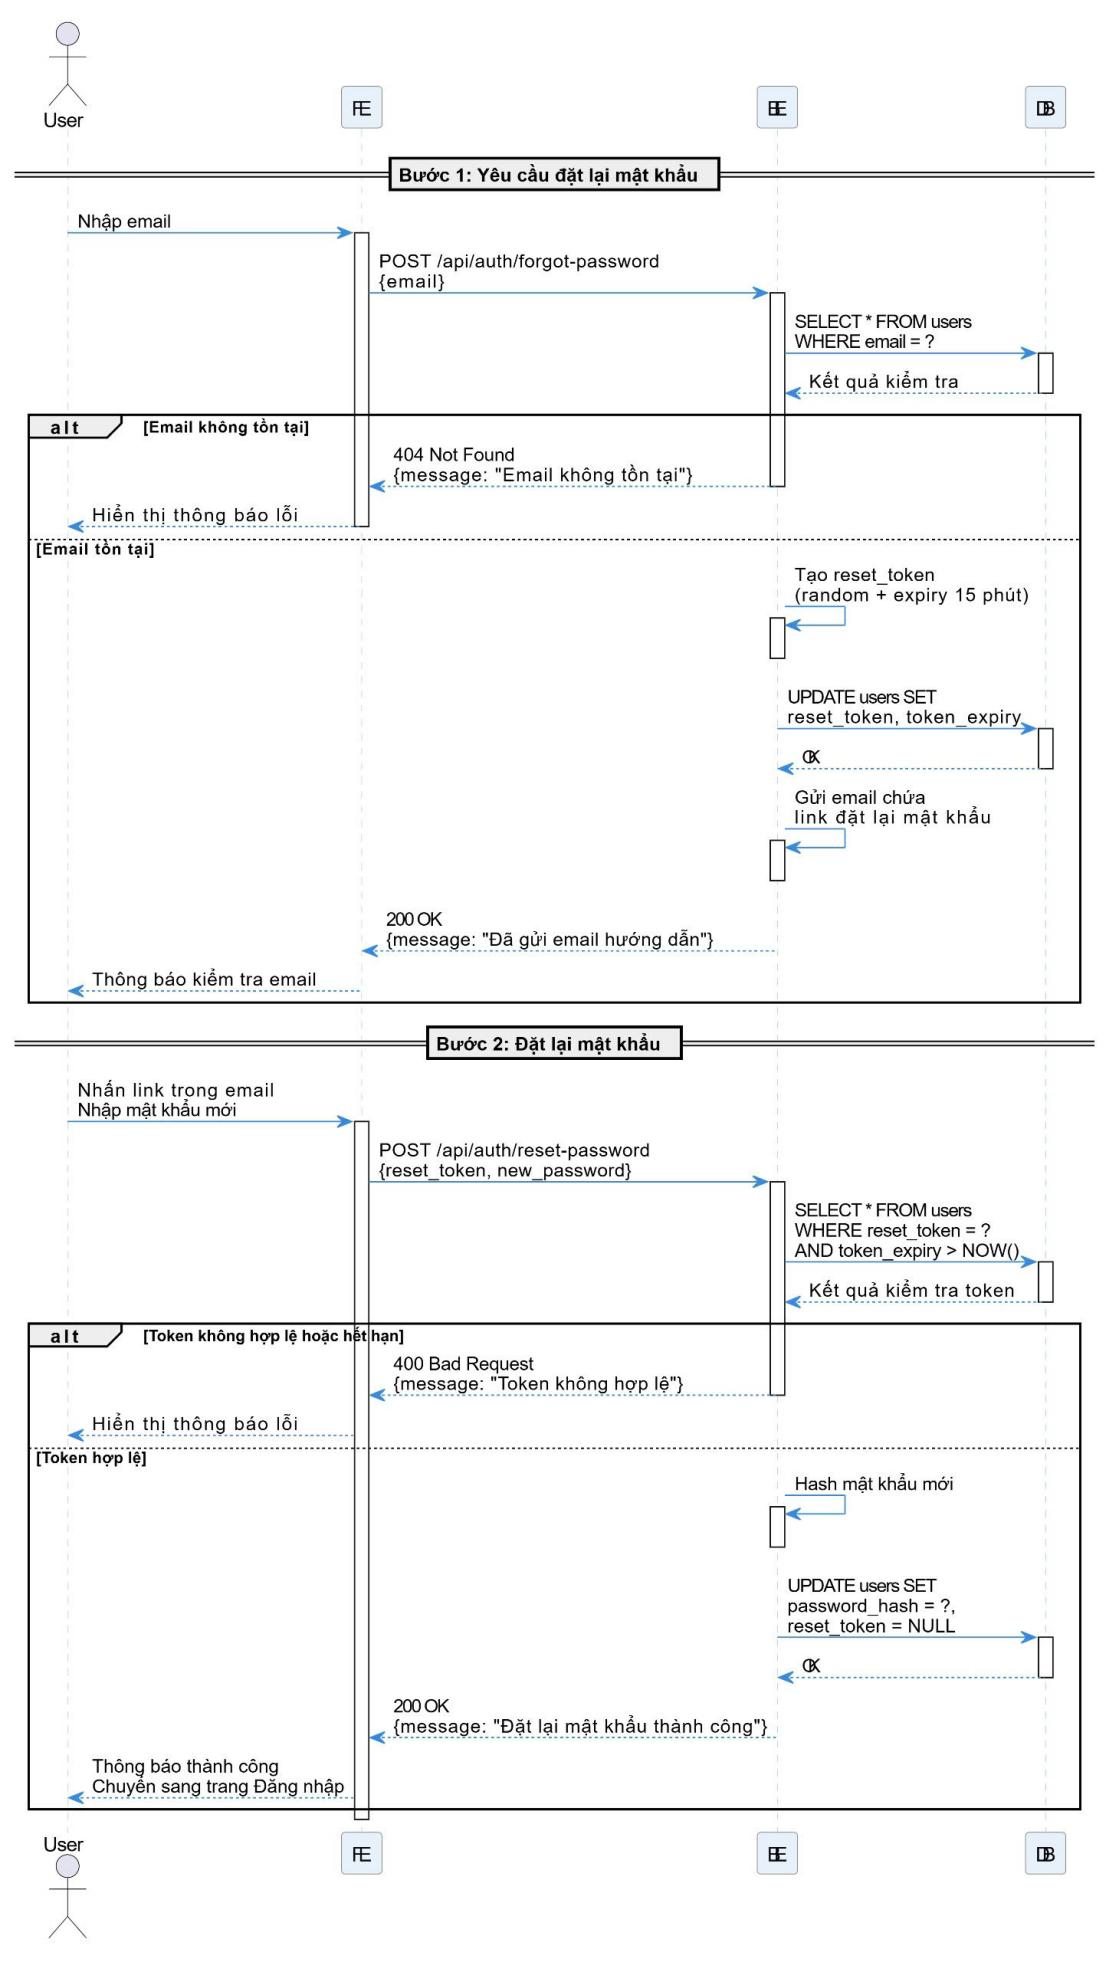 User
FE
BE
DB
Bước 1: Yêu cầu đặt lại mật khẩu
Nhập email
POST /api/auth/forgot-password
{email}
SELECT * FROM users
WHERE email = ?
Kết quả kiểm tra
alt
[Email không tồn tại]
404 Not Found
{message: "Email không tồn tại"}
Hiển thị thông báo lỗi
[Email tồn tại]
Tạo reset_token
(random + expiry 15 phút)
UPDATE users SET
reset_token, token_expiry
OK
Gửi email chứa
link đặt lại mật khẩu
200 OK
{message: "Đã gửi email hướng dẫn"}
Thông báo kiểm tra email
Bước 2: Đặt lại mật khẩu
Nhấn link trong email
Nhập mật khẩu mới
POST /api/auth/reset-password
{reset_token, new_password}
SELECT * FROM users
WHERE reset_token = ?
AND token_expiry > NOW()
Kết quả kiểm tra token
alt
[Token không hợp lệ hoặc hết hạn]
400 Bad Request
{message: "Token không hợp lệ"}
Hiển thị thông báo lỗi
[Token hợp lệ]
Hash mật khẩu mới
UPDATE users SET
password_hash = ?,
reset_token = NULL
OK
200 OK
{message: "Đặt lại mật khẩu thành công"}
Thông báo thành công
Chuyển sang trang Đăng nhập
User
FE
BE
DB